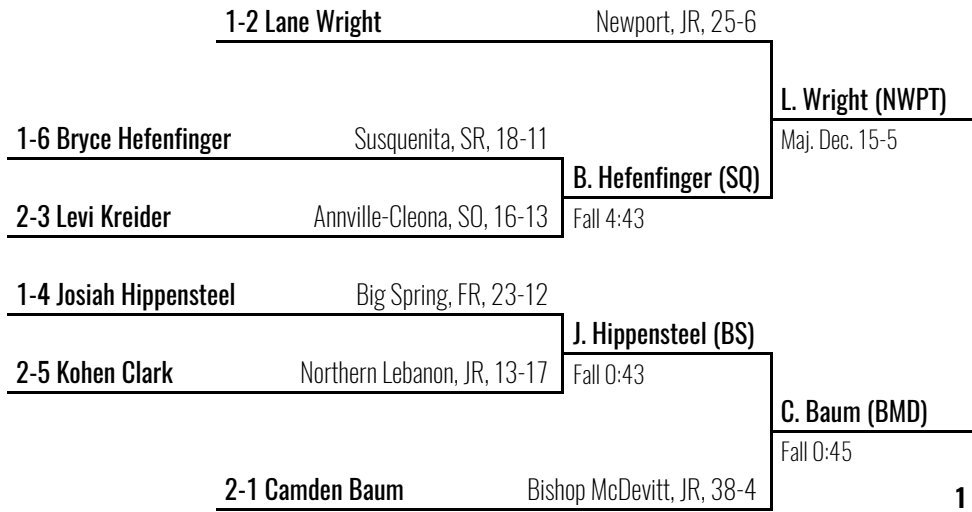 1-2 Lane Wright Newport, JR, 25-6
L. Wright (NWPT)
Maj. Dec. 15-5
1-6 Bryce Hefenfinger Susquenita, SR, 18-11
B. Hefenfinger (SQ)
2-3 Levi Kreider Annville-Cleona, SO, 16-13
Fall 4:43
1-4 Josiah Hippensteel Big Spring, FR, 23-12
J. Hippensteel (BS)
2-5 Kohen Clark Northern Lebanon, JR, 13-17
Fall 0:43
C. Baum (BMD)
Fall 0:45
2-1 Camden Baum Bishop McDevitt, JR, 38-4
1